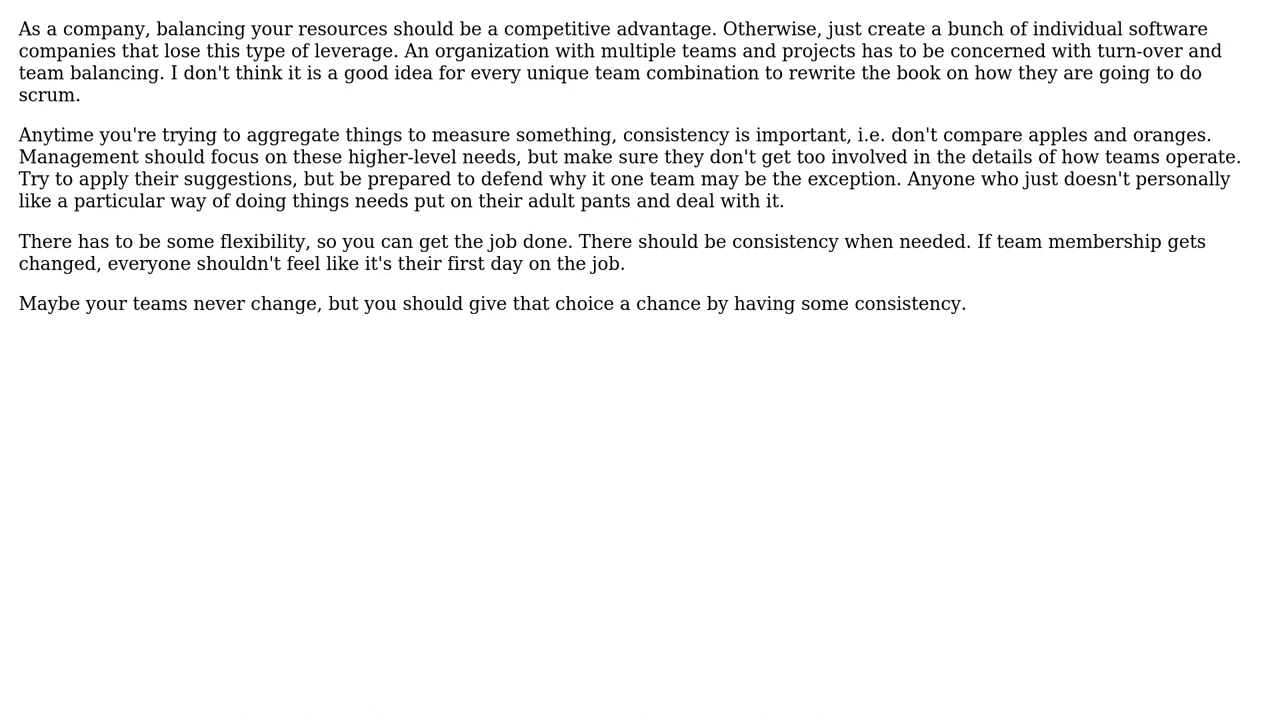 As a company, balancing your resources should be a competitive advantage. Otherwise, just create a bunch of individual software
companies that lose this type of leverage. An organization with multiple teams and projects has to be concerned with turn-over and
team balancing. I don't think it is a good idea for every unique team combination to rewrite the book on how they are going to do
scrum.
Anytime you're trying to aggregate things to measure something, consistency is important, i.e. don't compare apples and oranges.
Management should focus on these higher-level needs, but make sure they don't get too involved in the details of how teams operate.
Try to apply their suggestions, but be prepared to defend why it one team may be the exception. Anyone who just doesn't personally
like a particular way of doing things needs put on their adult pants and deal with it.
There has to be some flexibility, so you can get the job done. There should be consistency when needed. If team membership gets
changed, everyone shouldn't feel like it's their first day on the job.
Maybe your teams never change, but you should give that choice a chance by having some consistency.